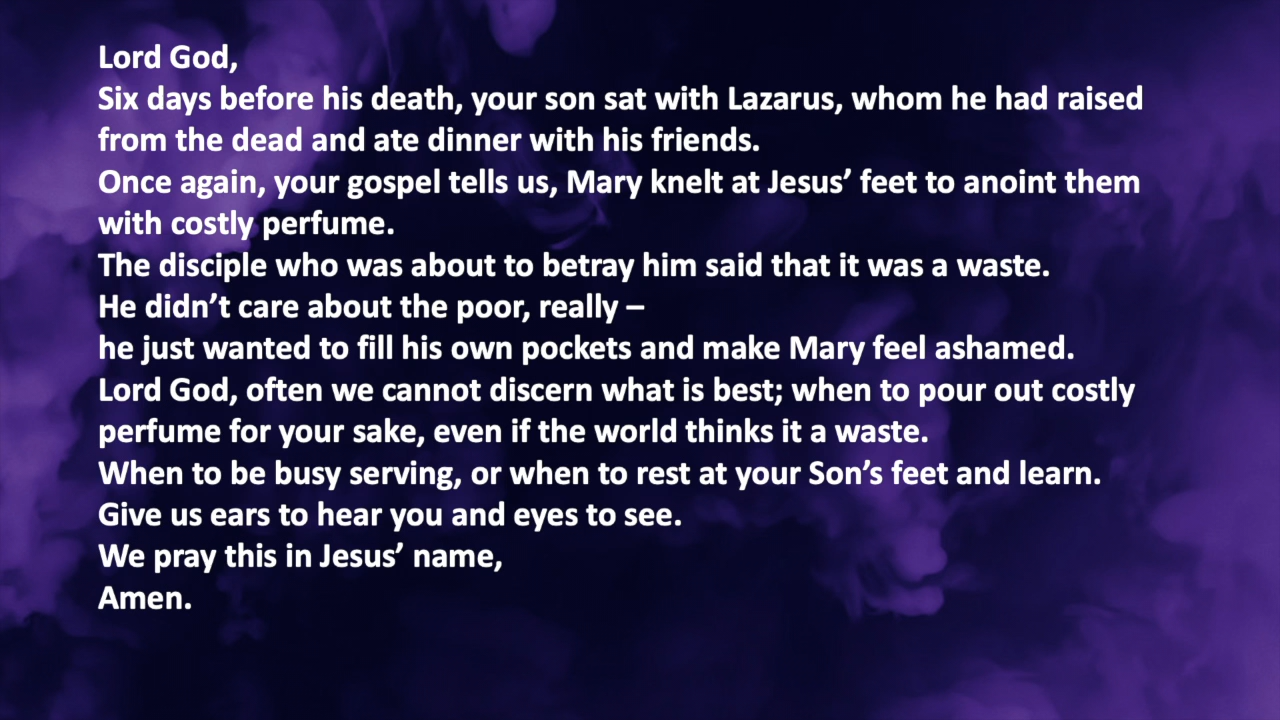 Lord God,
Six days before his death, your son sat with Lazarus, whom he had raised
from the dead and ate dinner with his friends.
Once again, your gospel tells us, Mary knelt at Jesus’ feet to anoint them
with costly perfume.
The disciple who was about to betray him said that it was a waste.
He didn’t care about the poor, really –
he just wanted to fill his own pockets and make Mary feel ashamed.
Lord God, often we cannot discern what is best; when to pour out costly
perfume for your sake, even if the world thinks it a waste.
When to be busy serving, or when to rest at your Son’s feet and learn.
Give us ears to hear you and eyes to see.
We pray this in Jesus’ name,
Amen.